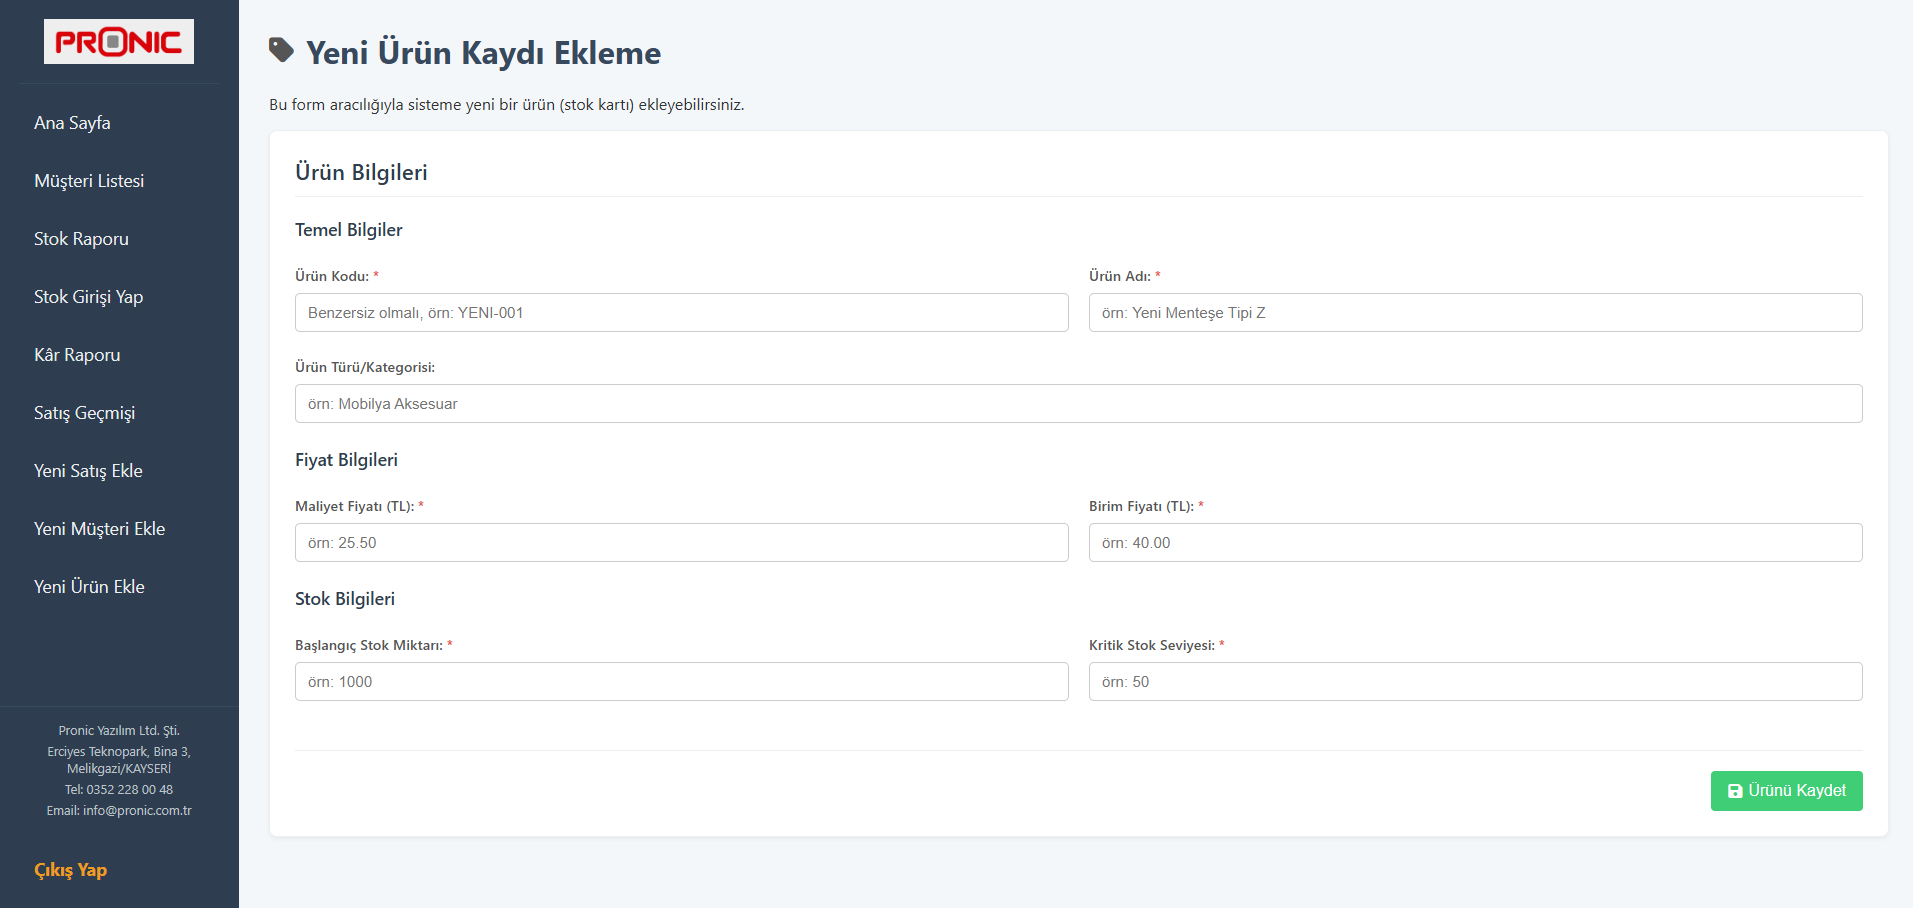 PRONIC
Ana Sayfa
Müşteri Listesi
Stok Raporu
Stok Girişi Yap
Kâr Raporu
Satış Geçmişi
Yeni Satış Ekle
Yeni Müşteri Ekle
Yeni Ürün Ekle
Pronic Yazılım Ltd. Şti.
Erciyes Teknopark, Bina 3,
Melikgazi/KAYSERİ
Tel: 0352 228 00 48
Email: info@pronic.com.tr
Çıkış Yap
Yeni Ürün Kaydı Ekleme
Bu form aracılığıyla sisteme yeni bir ürün (stok kartı) ekleyebilirsiniz.
Ürün Bilgileri
Temel Bilgiler
Ürün Kodu: *
Benzersiz olmalı, örn: YENI-001
Ürün Adı: *
örn: Yeni Menteşe Tipi Z
Ürün Türü/Kategorisi:
örn: Mobilya Aksesuar
Fiyat Bilgileri
Maliyet Fiyatı (TL): *
örn: 25.50
Birim Fiyatı (TL): *
örn: 40.00
Stok Bilgileri
Başlangıç Stok Miktarı: *
örn: 1000
Kritik Stok Seviyesi: *
örn: 50
Ürünü Kaydet